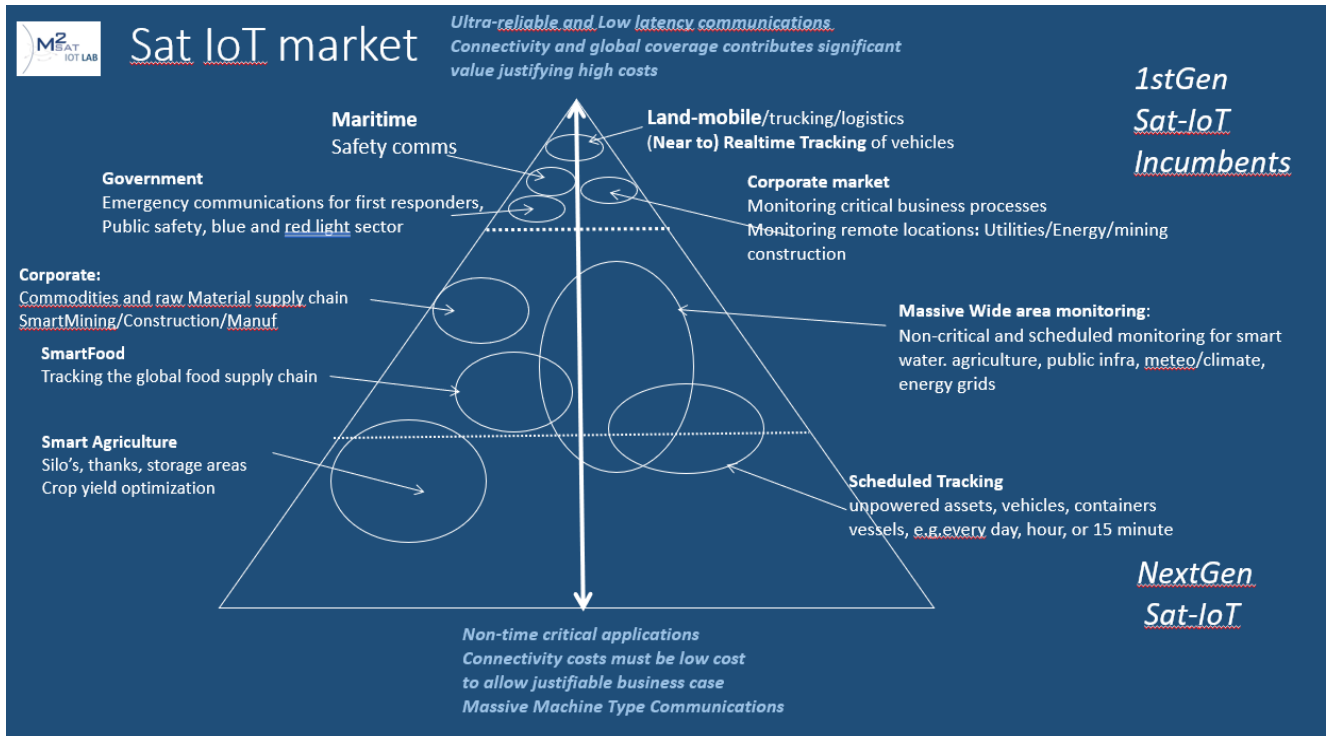 M2
SAT
IOT LAB
Sat IoT market
Ultra-reliable and Low latency communications
Connectivity and global coverage contributes significant
value justifying high costs
1stGen
Sat-IoT
Incumbents
Maritime
Safety comms
Land-mobile/trucking/logistics
(Near to) Realtime Tracking of vehicles
Government
Emergency communications for first responders,
Public safety, blue and red light sector
Corporate market
Monitoring critical business processes
Monitoring remote locations: Utilities/Energy/mining
construction
Corporate:
Commodities and raw Material supply chain
SmartMining/Construction/Manuf
Massive Wide area monitoring:
Non-critical and scheduled monitoring for smart
water. agriculture, public infra, meteo/climate,
energy grids
SmartFood
Tracking the global food supply chain
Smart Agriculture
Silo's, thanks, storage areas
Crop yield optimization
Scheduled Tracking
unpowered assets, vehicles, containers
vessels, e.g.every day, hour, or 15 minute
NextGen
Sat-IoT
Non-time critical applications
Connectivity costs must be low cost
to allow justifiable business case
Massive Machine Type Communications